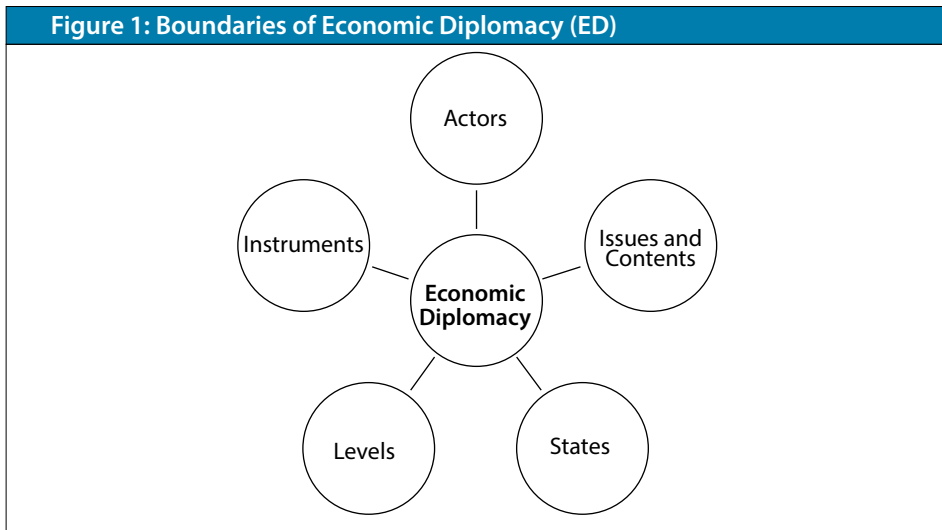 Figure 1: Boundaries of Economic Diplomacy (ED)
Actors
Instruments
Issues and
Contents
Economic
Diplomacy
Levels
States